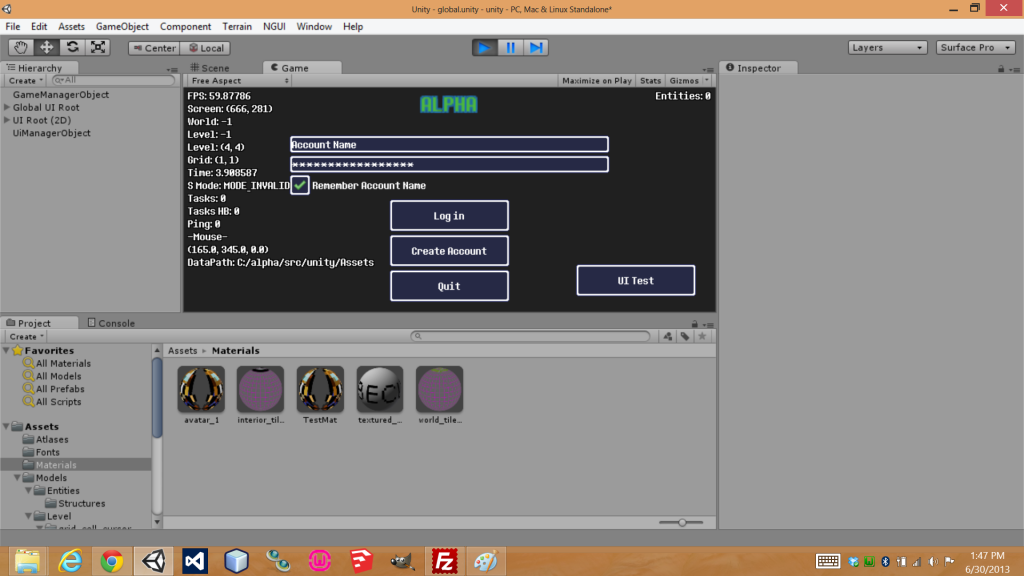 Unity - global.unity - unity - PC, Mac & Linux Standalone*
File Edit Assets GameObject Component Terrain NGUI Window Help
Center Local Layers Surface Pro
Hierarchy
Create All
GameManagerObject
Global UI Root
UI Root (2D)
UiManagerObject
Scene Game
Free Aspect Maximize on Play Stats Gizmos
FPS: 59.87786
Screen: (666, 281)
World: -1
Level: -1
Level: (4, 4)
Grid: (1, 1)
Time: 3.908587
S Mode: MODE_INVALID
Tasks: 0
Tasks HB: 0
Ping: 0
-Mouse-
(165.0, 345.0, 0.0)
DataPath: C:/alpha/src/unity/Assets
ALPHA
Entities: 0
Account Name
*****************
Remember Account Name
Log in
Create Account
Quit
UI Test
Inspector
Project Console
Create
Favorites
All Materials
All Models
All Prefabs
All Scripts
Assets
Atlases
Fonts
Materials
Models
Entities
Structures
Level
grid_cell_cursor
Assets Materials
avatar_1 interior_til... TestMat textured_... world_tile...
1:47 PM
6/30/2013